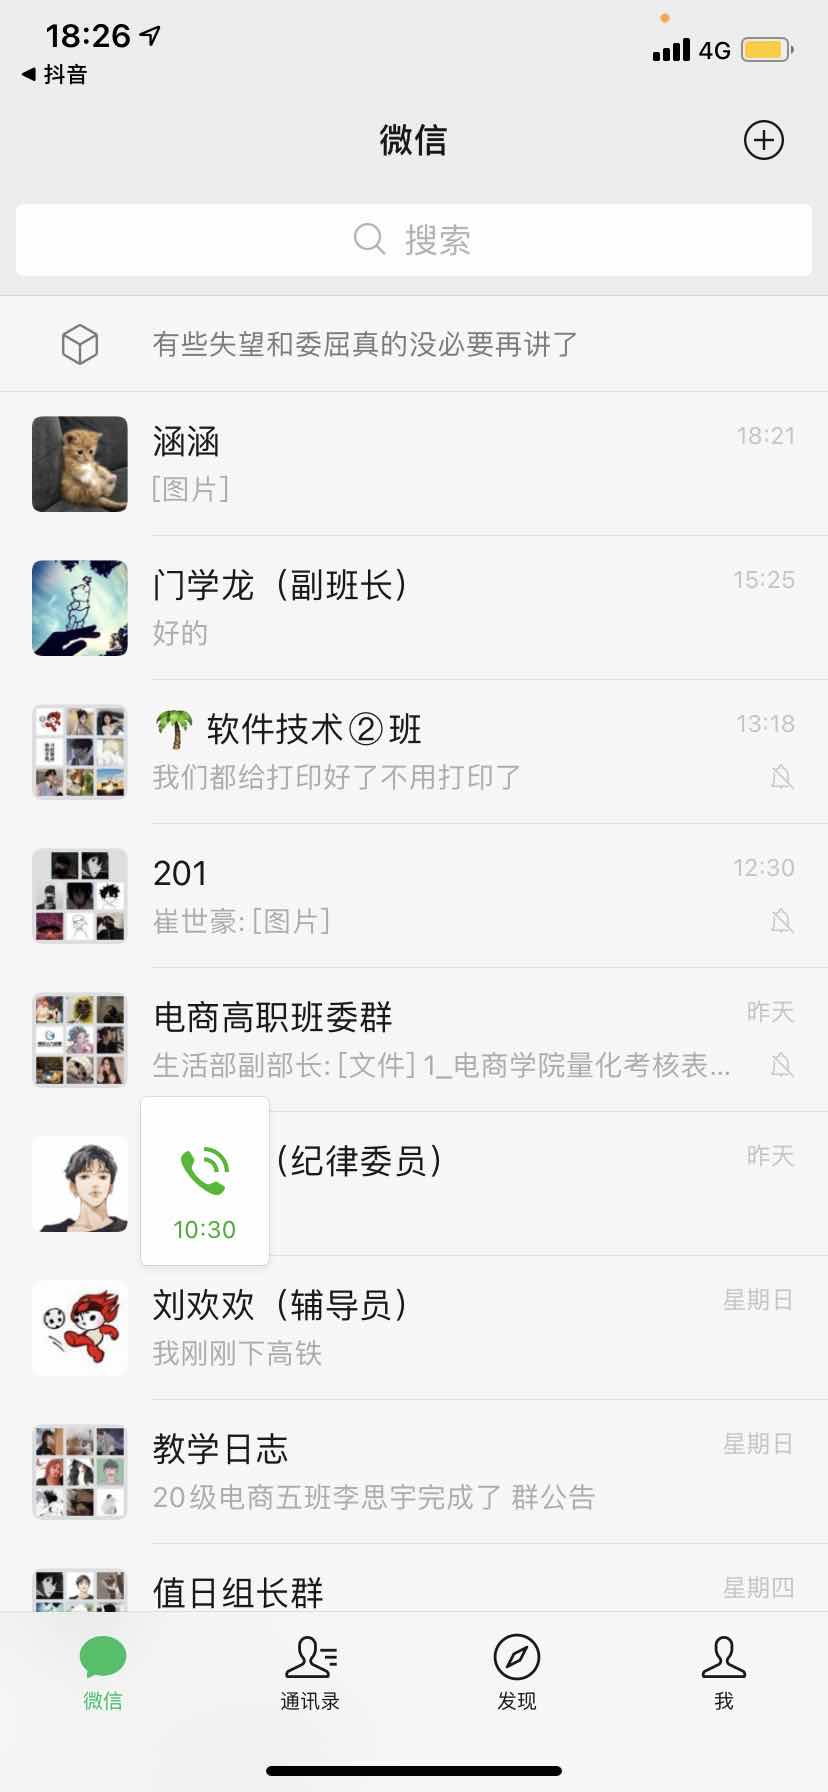 18:26
4G
◀ 抖音
微信
搜索
有些失望和委屈真的没必要再讲了
涵涵
18:21
[图片]
门学龙（副班长）
15:25
好的
🌴 软件技术②班
13:18
我们都给打印好了不用打印了
201
12:30
崔世豪: [图片]
电商高职班委群
昨天
生活部副部长: [文件] 1_电商学院量化考核表...
（纪律委员）
昨天
10:30
刘欢欢（辅导员）
星期日
我刚刚下高铁
教学日志
星期日
20级电商五班李思宇完成了 群公告
值日组长群
星期四
微信
通讯录
发现
我